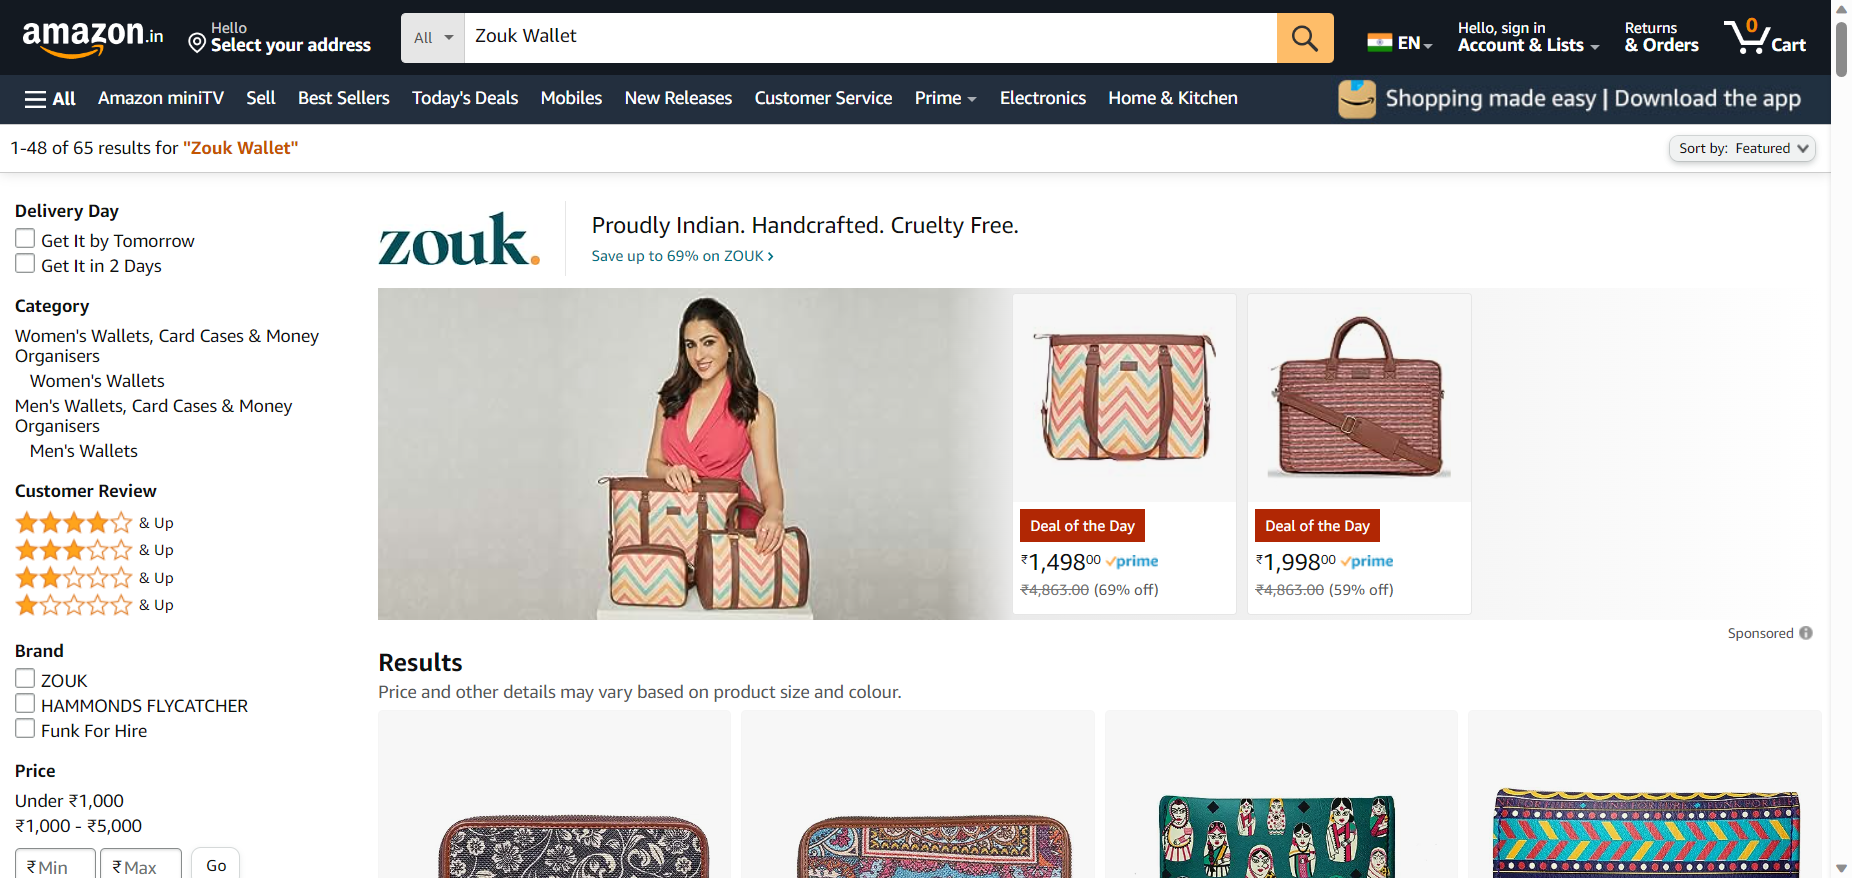 amazon.in
Hello
Select your address
All
Zouk Wallet
EN
Hello, sign in
Account & Lists
Returns
& Orders
0
Cart
All
Amazon miniTV
Sell
Best Sellers
Today's Deals
Mobiles
New Releases
Customer Service
Prime
Electronics
Home & Kitchen
Shopping made easy | Download the app
1-48 of 65 results for "Zouk Wallet"
Sort by: Featured
Delivery Day
Get It by Tomorrow
Get It in 2 Days
Category
Women's Wallets, Card Cases & Money
Organisers
Women's Wallets
Men's Wallets, Card Cases & Money
Organisers
Men's Wallets
Customer Review
& Up
& Up
& Up
& Up
Brand
ZOUK
HAMMONDS FLYCATCHER
Funk For Hire
Price
Under ₹1,000
₹1,000 - ₹5,000
₹ Min
₹ Max
Go
zouk.
Proudly Indian. Handcrafted. Cruelty Free.
Save up to 69% on ZOUK ›
Deal of the Day
₹1,49800 prime
₹4,863.00 (69% off)
Deal of the Day
₹1,99800 prime
₹4,863.00 (59% off)
Sponsored
Results
Price and other details may vary based on product size and colour.